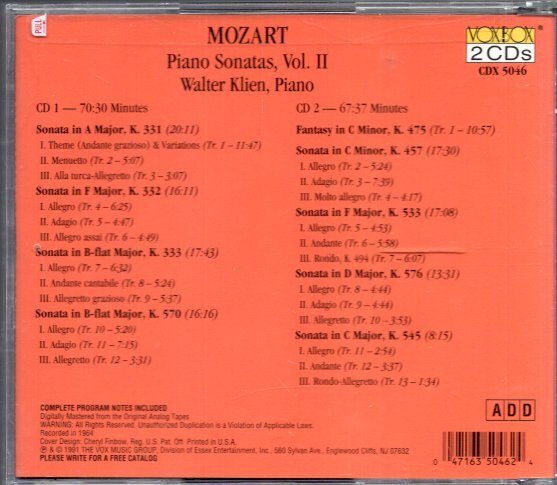 PULL
MOZART
Piano Sonatas, Vol. II
Walter Klien, Piano
VOXBOX
2 CDs
CDX 5046
CD 1 — 70:30 Minutes
Sonata in A Major, K. 331 (20:11)
I. Theme (Andante grazioso) & Variations (Tr. 1 – 11:47)
II. Menuetto (Tr. 2 – 5:07)
III. Alla turca-Allegretto (Tr. 3 – 3:07)
Sonata in F Major, K. 332 (16:11)
I. Allegro (Tr. 4 – 6:25)
II. Adagio (Tr. 5 – 4:47)
III. Allegro assai (Tr. 6 – 4:49)
Sonata in B-flat Major, K. 333 (17:43)
I. Allegro (Tr. 7 – 6:32)
II. Andante cantabile (Tr. 8 – 5:24)
III. Allegretto grazioso (Tr. 9 – 5:37)
Sonata in B-flat Major, K. 570 (16:16)
I. Allegro (Tr. 10 – 5:20)
II. Adagio (Tr. 11 – 7:15)
III. Allegretto (Tr. 12 – 3:31)
CD 2 — 67:37 Minutes
Fantasy in C Minor, K. 475 (Tr. 1 – 10:57)
Sonata in C Minor, K. 457 (17:30)
I. Allegro (Tr. 2 – 5:24)
II. Adagio (Tr. 3 – 7:39)
III. Molto allegro (Tr. 4 – 4:17)
Sonata in F Major, K. 533 (17:08)
I. Allegro (Tr. 5 – 4:53)
II. Andante (Tr. 6 – 5:58)
III. Rondo, K. 494 (Tr. 7 – 6:07)
Sonata in D Major, K. 576 (13:31)
I. Allegro (Tr. 8 – 4:44)
II. Adagio (Tr. 9 – 4:44)
III. Allegretto (Tr. 10 – 3:53)
Sonata in C Major, K. 545 (8:15)
I. Allegro (Tr. 11 – 2:54)
II. Andante (Tr. 12 – 3:37)
III. Rondo-Allegretto (Tr. 13 – 1:34)
COMPLETE PROGRAM NOTES INCLUDED
Digitally Mastered from the Original Analog Tapes
WARNING: All Rights Reserved. Unauthorized Duplication is a Violation of Applicable Laws.
Recorded in 1964
Cover Design: Cheryl Finbow. Reg. U.S. Pat. Off. Printed in U.S.A.
℗ & © 1991 THE VOX MUSIC GROUP, Division of Essex Entertainment, Inc., 560 Sylvan Ave., Englewood Cliffs, NJ 07632
PLEASE WRITE FOR A FREE CATALOG
A D D
0 47163 50462 4